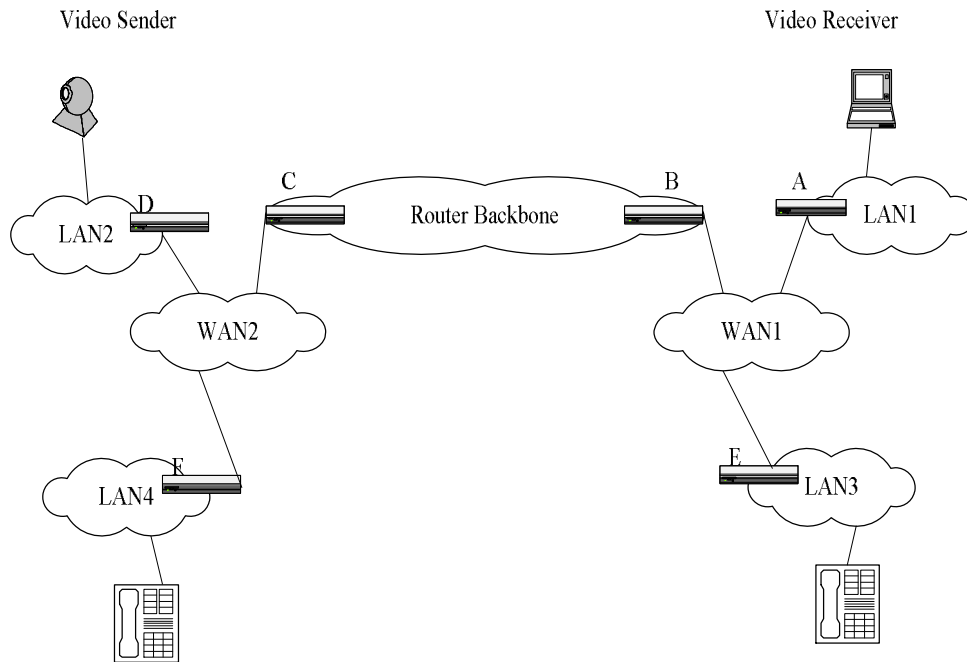 Video Sender
Video Receiver
C
B
A
D
Router Backbone
LAN1
LAN2
WAN2
WAN1
F
E
LAN4
LAN3